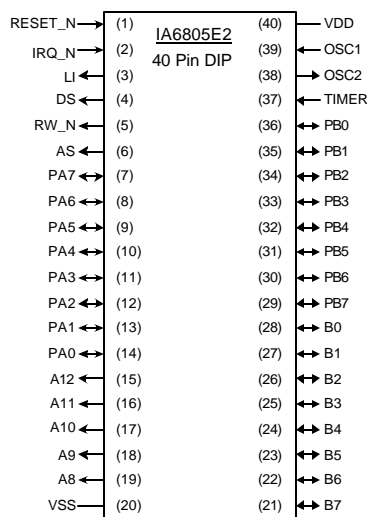 IA6805E2
40 Pin DIP
RESET_N (1) (40) VDD
IRQ_N (2) (39) OSC1
LI (3) (38) OSC2
DS (4) (37) TIMER
RW_N (5) (36) PB0
AS (6) (35) PB1
PA7 (7) (34) PB2
PA6 (8) (33) PB3
PA5 (9) (32) PB4
PA4 (10) (31) PB5
PA3 (11) (30) PB6
PA2 (12) (29) PB7
PA1 (13) (28) B0
PA0 (14) (27) B1
A12 (15) (26) B2
A11 (16) (25) B3
A10 (17) (24) B4
A9 (18) (23) B5
A8 (19) (22) B6
VSS (20) (21) B7